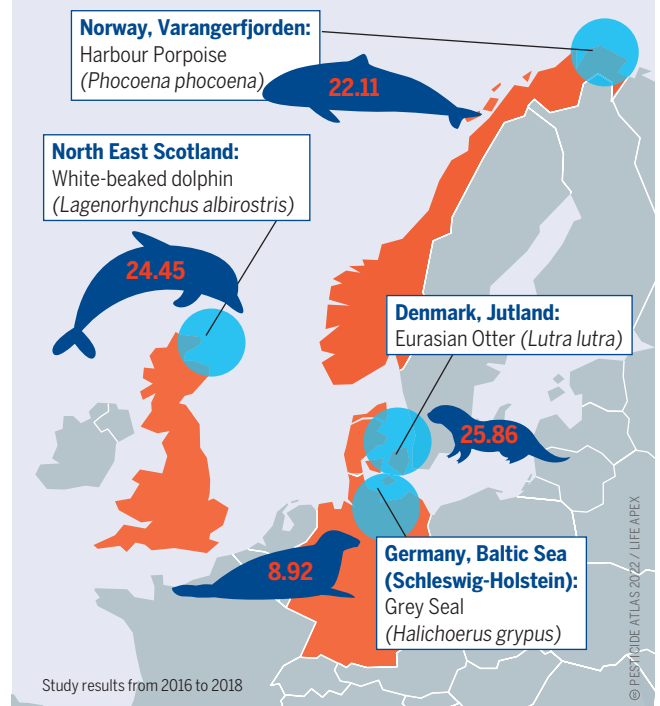 Norway, Varangerfjorden:
Harbour Porpoise
(Phocoena phocoena)
22.11
North East Scotland:
White-beaked dolphin
(Lagenorhynchus albirostris)
24.45
Denmark, Jutland:
Eurasian Otter (Lutra lutra)
25.86
8.92
Germany, Baltic Sea
(Schleswig-Holstein):
Grey Seal
(Halichoerus grypus)
Study results from 2016 to 2018
PESTICIDE ATLAS 2022 / LIFE APEX